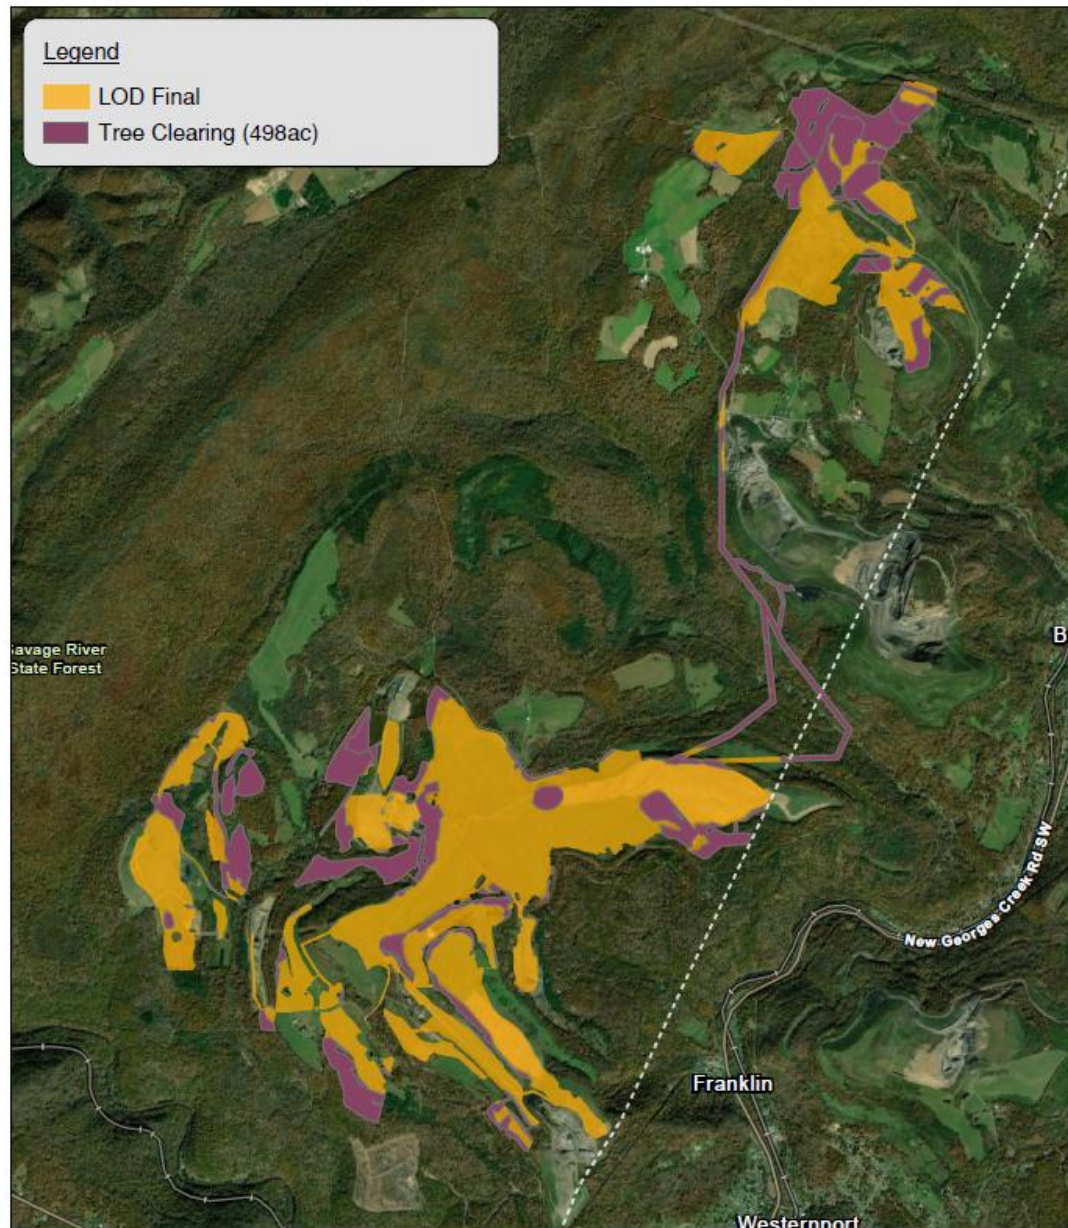 Legend
LOD Final
Tree Clearing (498ac)
B
Savage River
State Forest
New Georges Creek Rd SW
Franklin
Westernport